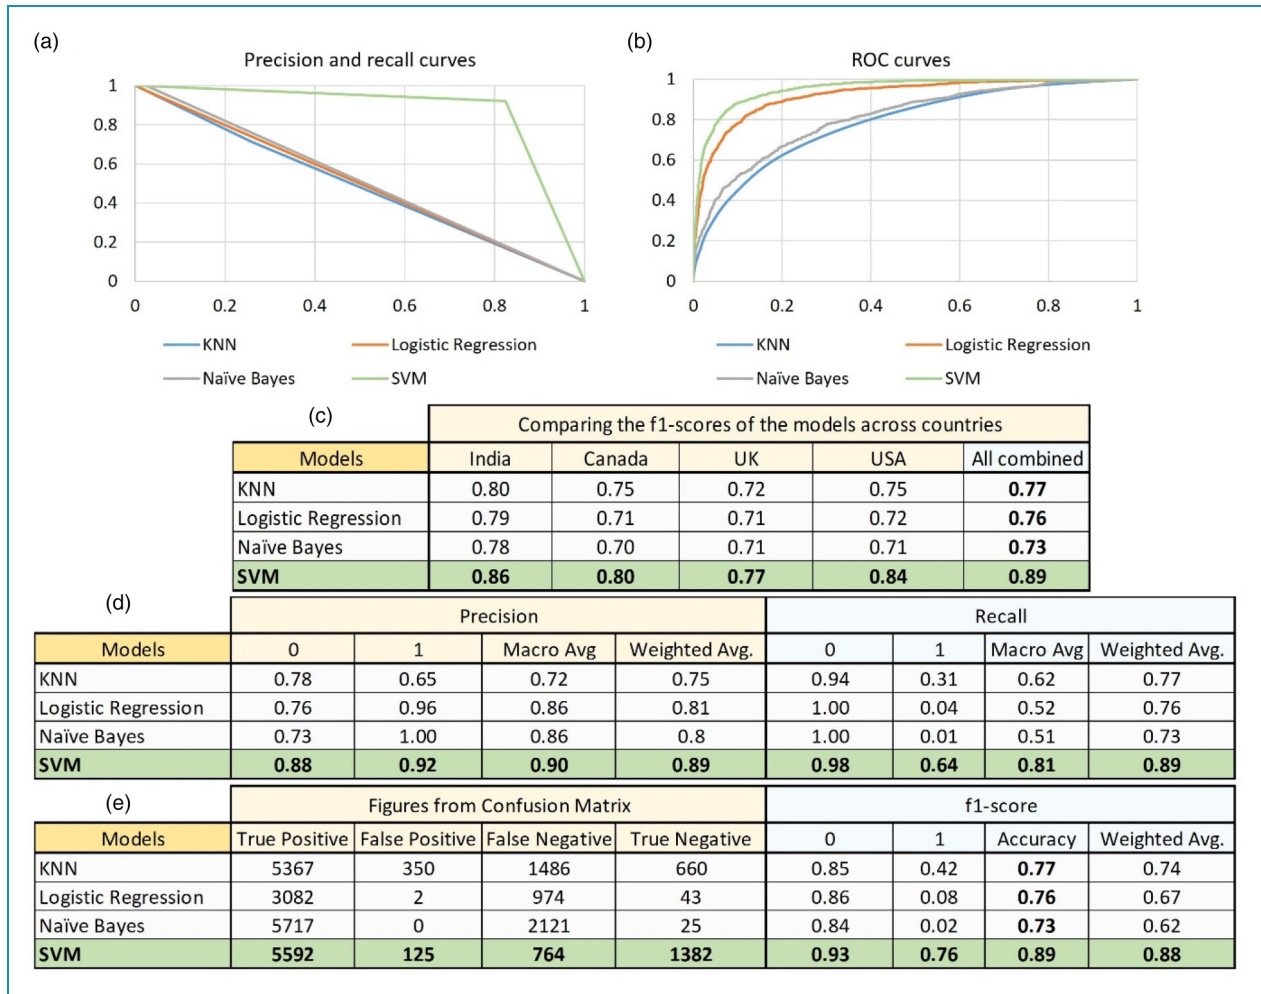 (a)
Precision and recall curves
1
0.8
0.6
0.4
0.2
0
0 0.2 0.4 0.6 0.8 1
KNN Logistic Regression
Naïve Bayes SVM
(b)
ROC curves
1
0.8
0.6
0.4
0.2
0
0 0.2 0.4 0.6 0.8 1
KNN Logistic Regression
Naïve Bayes SVM
(c)
Comparing the f1-scores of the models across countries
Models India Canada UK USA All combined
KNN 0.80 0.75 0.72 0.75 0.77
Logistic Regression 0.79 0.71 0.71 0.72 0.76
Naïve Bayes 0.78 0.70 0.71 0.71 0.73
SVM 0.86 0.80 0.77 0.84 0.89
(d)
Precision Recall
Models 0 1 Macro Avg Weighted Avg. 0 1 Macro Avg Weighted Avg.
KNN 0.78 0.65 0.72 0.75 0.94 0.31 0.62 0.77
Logistic Regression 0.76 0.96 0.86 0.81 1.00 0.04 0.52 0.76
Naïve Bayes 0.73 1.00 0.86 0.8 1.00 0.01 0.51 0.73
SVM 0.88 0.92 0.90 0.89 0.98 0.64 0.81 0.89
(e)
Figures from Confusion Matrix f1-score
Models True Positive False Positive False Negative True Negative 0 1 Accuracy Weighted Avg.
KNN 5367 350 1486 660 0.85 0.42 0.77 0.74
Logistic Regression 3082 2 974 43 0.86 0.08 0.76 0.67
Naïve Bayes 5717 0 2121 25 0.84 0.02 0.73 0.62
SVM 5592 125 764 1382 0.93 0.76 0.89 0.88